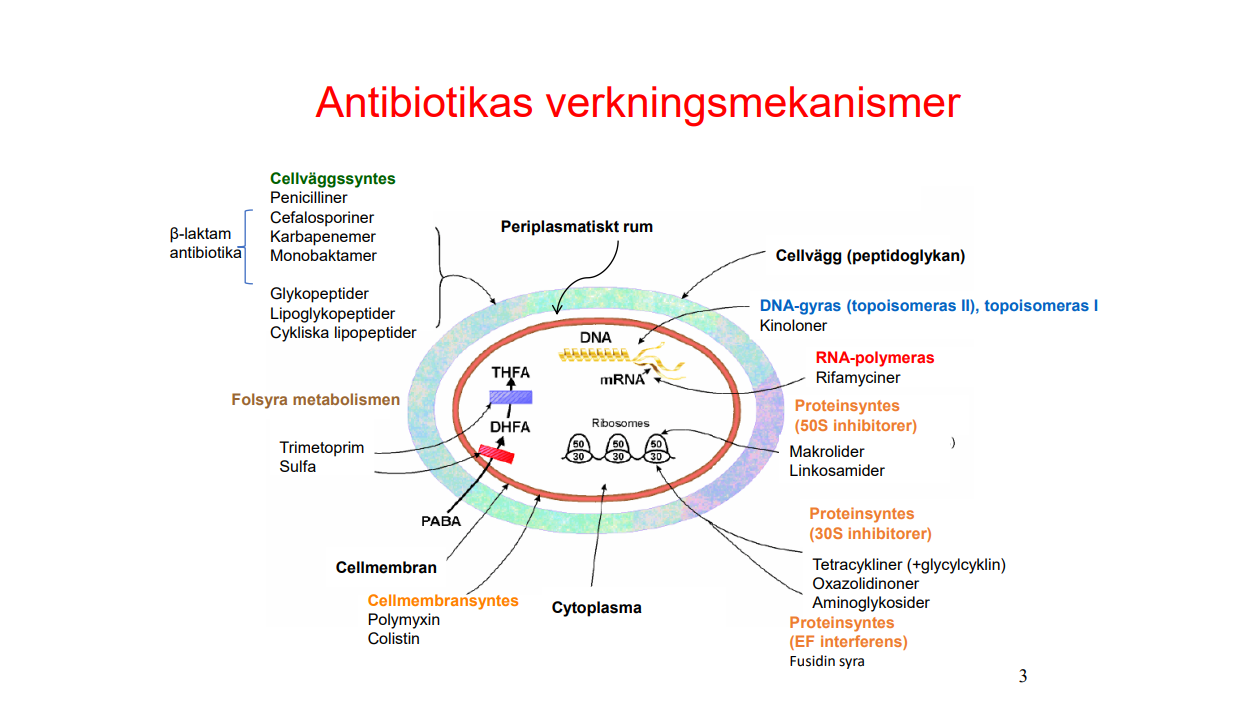 Antibiotikas verkningsmekanismer
Cellväggssyntes
Penicilliner
Cefalosporiner
Karbapenemer
Monobaktamer
β-laktam
antibiotika
Glykopeptider
Lipoglykopeptider
Cykliska lipopeptider
Periplasmatiskt rum
Cellvägg (peptidoglykan)
DNA-gyras (topoisomeras II), topoisomeras I
Kinoloner
DNA
mRNA
RNA-polymeras
Rifamyciner
THFA
DHFA
PABA
Folsyra metabolismen
Trimetoprim
Sulfa
Ribosomes
50 50 50
30 30 30
Proteinsyntes
(50S inhibitorer)
)
Makrolider
Linkosamider
Proteinsyntes
(30S inhibitorer)
Tetracykliner (+glycylcyklin)
Oxazolidinoner
Aminoglykosider
Proteinsyntes
(EF interferens)
Fusidin syra
Cellmembran
Cellmembransyntes
Polymyxin
Colistin
Cytoplasma
3